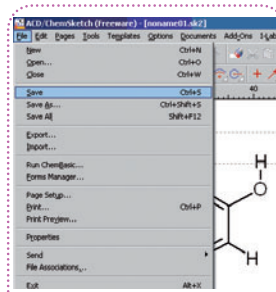 ACD/ChemSketch (Freeware) - [noname01.sk2]
File Edit Pages Tools Templates Options Documents Add-Ons I-Lab
New Ctrl+N
Open... Ctrl+O
Close Ctrl+W
Save Ctrl+S
Save As... Ctrl+Shift+S
Save All Shift+F12
Export...
Import...
Run ChemBasic...
Forms Manager...
Page Setup...
Print... Ctrl+P
Print Preview...
Properties
Send
File Associations...
Exit Alt+X
40
H
O
H